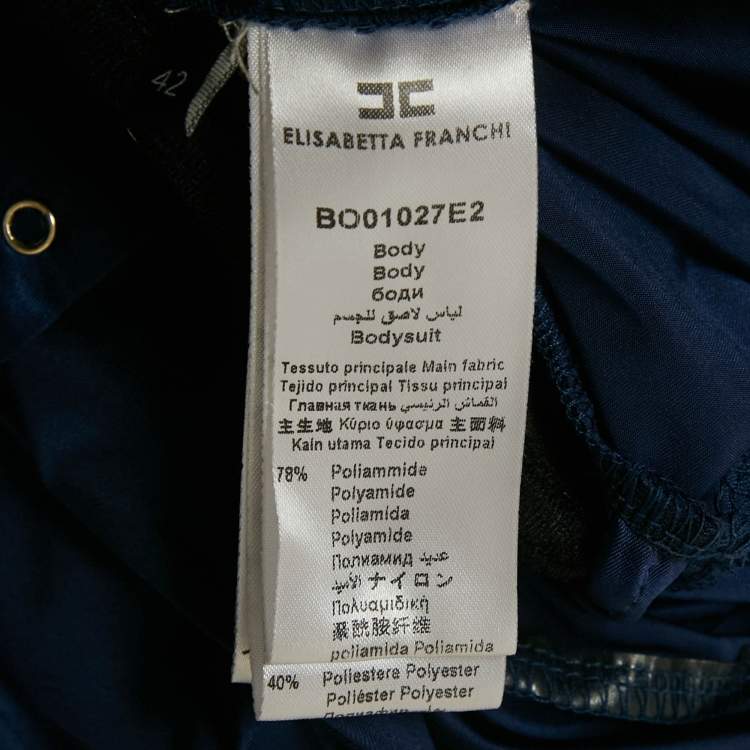 42
ELISABETTA FRANCHI
BO01027E2
Body
Body
боди
لباس لاصق للجسم
Bodysuit
Tessuto principale Main fabric
Tejido principal Tissu principal
Главная ткань القماش الرئيسي
主生地 Κύριο ύφασμα 主面料
Kain utama Tecido principal
78% Poliammide
Polyamide
Poliamida
Polyamide
Полиамид
ナイロン
Πολυαμιδική
聚酰胺纤维
poliamida Poliamida
40% Poliestere Polyester
Poliéster Polyester